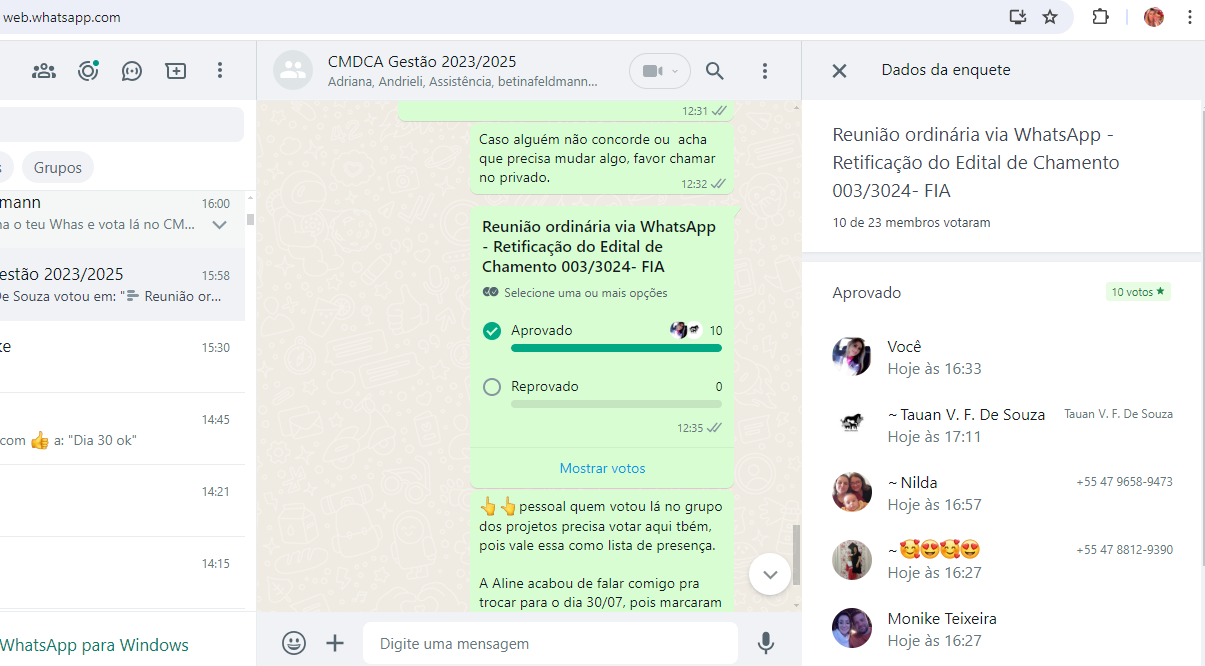 web.whatsapp.com
Grupos
mann
16:00
na o teu Whas e vota lá no CM...
estão 2023/2025
15:58
De Souza votou em: "Reunião or...
ke
15:30
14:45
com 👍 a: "Dia 30 ok"
14:21
14:15
WhatsApp para Windows
CMDCA Gestão 2023/2025
Adriana, Andrieli, Assistência, betinafeldmann...
12:31
Caso alguém não concorde ou acha
que precisa mudar algo, favor chamar
no privado.
12:32
Reunião ordinária via WhatsApp
- Retificação do Edital de
Chamento 003/3024- FIA
Selecione uma ou mais opções
Aprovado 10
Reprovado 0
12:35
Mostrar votos
👆👆pessoal quem votou lá no grupo
dos projetos precisa votar aqui tbém,
pois vale essa como lista de presença.
A Aline acabou de falar comigo pra
trocar para o dia 30/07, pois marcaram
Digite uma mensagem
Dados da enquete
Reunião ordinária via WhatsApp -
Retificação do Edital de Chamento
003/3024- FIA
10 de 23 membros votaram
Aprovado
10 votos ★
Você
Hoje às 16:33
~ Tauan V. F. De Souza
Tauan V. F. De Souza
Hoje às 17:11
~ Nilda
+55 47 9658-9473
Hoje às 16:57
~ 🥰😍🥰😍
+55 47 8812-9390
Hoje às 16:27
Monike Teixeira
Hoje às 16:27